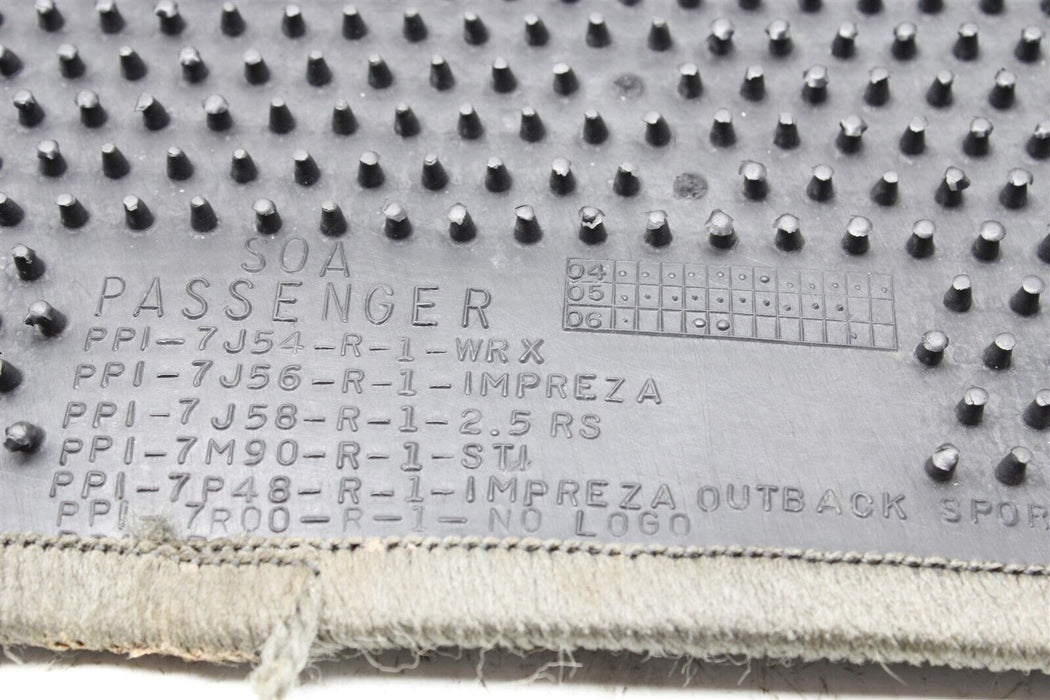 SOA
PASSENGER
04
05
06
PPI-7J54-R-1-WRX
PPI-7J56-R-1-IMPREZA
PPI-7J58-R-1-2.5 RS
PPI-7M90-R-1-STI
PPI-7P48-R-1-IMPREZA OUTBACK SPOR
PPI-7R00-R-1-NO LOGO